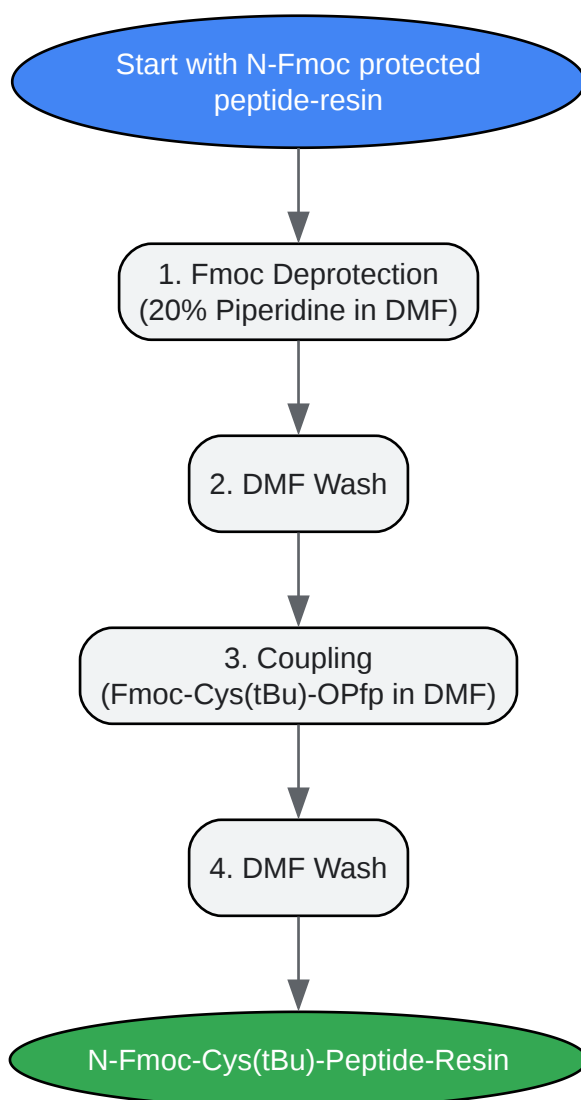 Start with N-Fmoc protected
peptide-resin
1. Fmoc Deprotection
(20% Piperidine in DMF)
2. DMF Wash
3. Coupling
(Fmoc-Cys(tBu)-OPfp in DMF)
4. DMF Wash
N-Fmoc-Cys(tBu)-Peptide-Resin